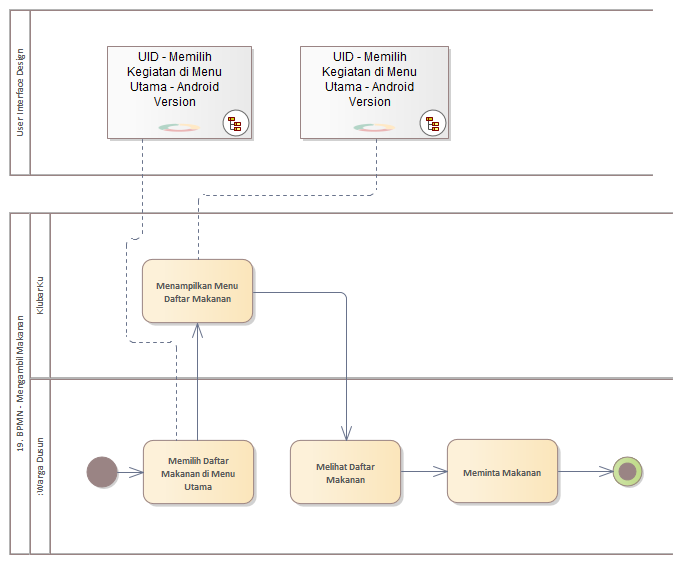 User Interface Design
UID - Memilih
Kegiatan di Menu
Utama - Android
Version
UID - Memilih
Kegiatan di Menu
Utama - Android
Version
19. BPMN - Mengambil Makanan
KlubarKu
Menampilkan Menu
Daftar Makanan
:Warga Dusun
Memilih Daftar
Makanan di Menu
Utama
Melihat Daftar
Makanan
Meminta Makanan